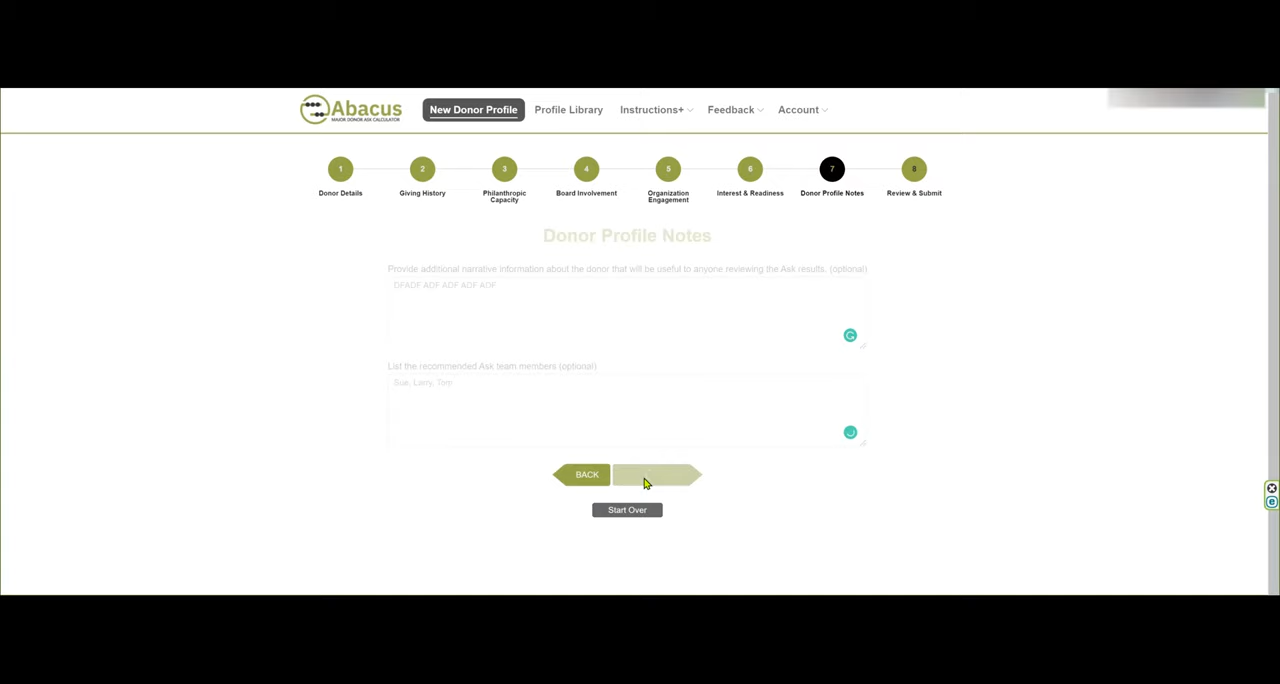 Abacus
MAJOR DONOR ASK CALCULATOR
New Donor Profile
Profile Library
Instructions+
Feedback
Account
1
2
3
4
5
6
7
8
Donor Details
Giving History
Philanthropic
Capacity
Board Involvement
Organization
Engagement
Interest & Readiness
Donor Profile Notes
Review & Submit
Donor Profile Notes
Provide additional narrative information about the donor that will be useful to anyone reviewing the Ask results. (optional)
DFADF ADF ADF ADF ADF
List the recommended Ask team members (optional)
Sue, Larry, Tom
BACK
Start Over